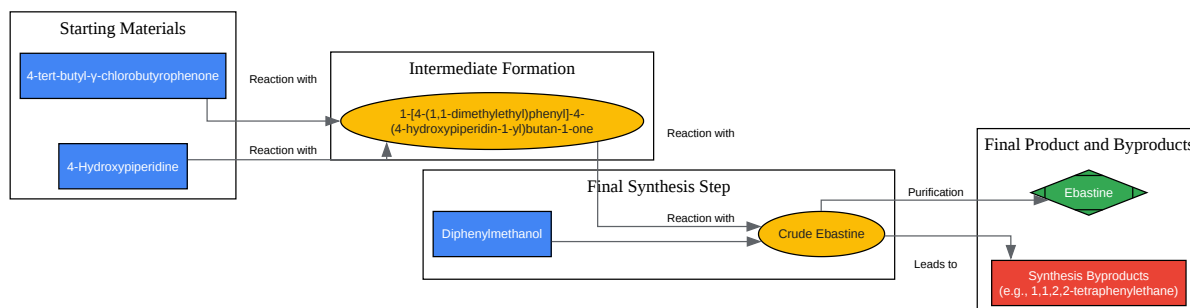 Starting Materials
4-tert-butyl-γ-chlorobutyrophenone
4-Hydroxypiperidine
Reaction with
Reaction with
Intermediate Formation
1-[4-(1,1-dimethylethyl)phenyl]-4-
(4-hydroxypiperidin-1-yl)butan-1-one
Reaction with
Final Synthesis Step
Diphenylmethanol
Reaction with
Crude Ebastine
Purification
Leads to
Final Product and Byproducts
Ebastine
Synthesis Byproducts
(e.g., 1,1,2,2-tetraphenylethane)